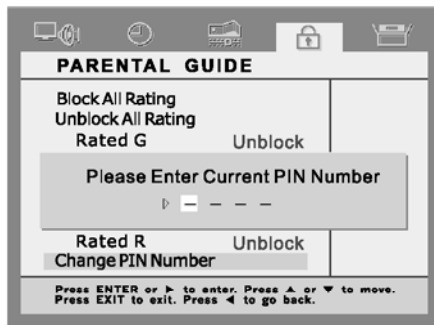 PARENTAL GUIDE
Block All Rating
Unblock All Rating
Rated G Unblock
Please Enter Current PIN Number
▷ – – – –
Rated R Unblock
Change PIN Number
Press ENTER or ► to enter. Press ▲ or ▼ to move.
Press EXIT to exit. Press ◄ to go back.